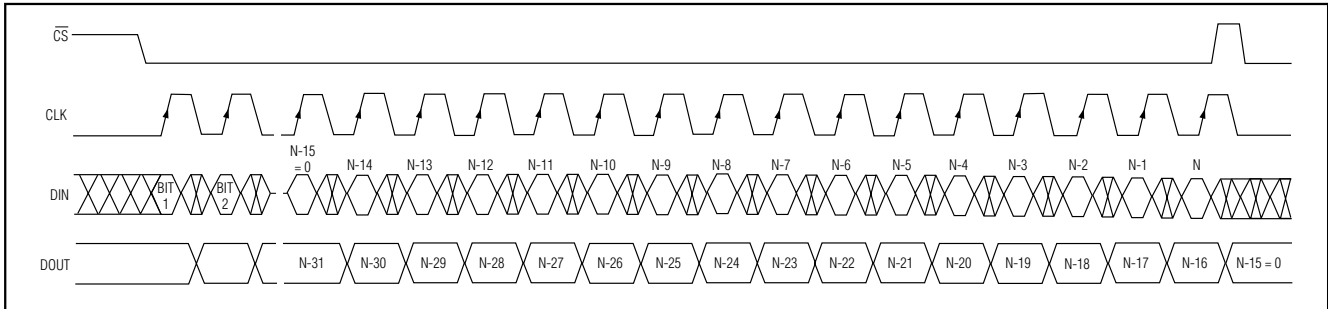 CS
CLK
N-15
= 0 N-14 N-13 N-12 N-11 N-10 N-9 N-8 N-7 N-6 N-5 N-4 N-3 N-2 N-1 N
DIN BIT
1 BIT
2
DOUT N-31 N-30 N-29 N-28 N-27 N-26 N-25 N-24 N-23 N-22 N-21 N-20 N-19 N-18 N-17 N-16 N-15 = 0